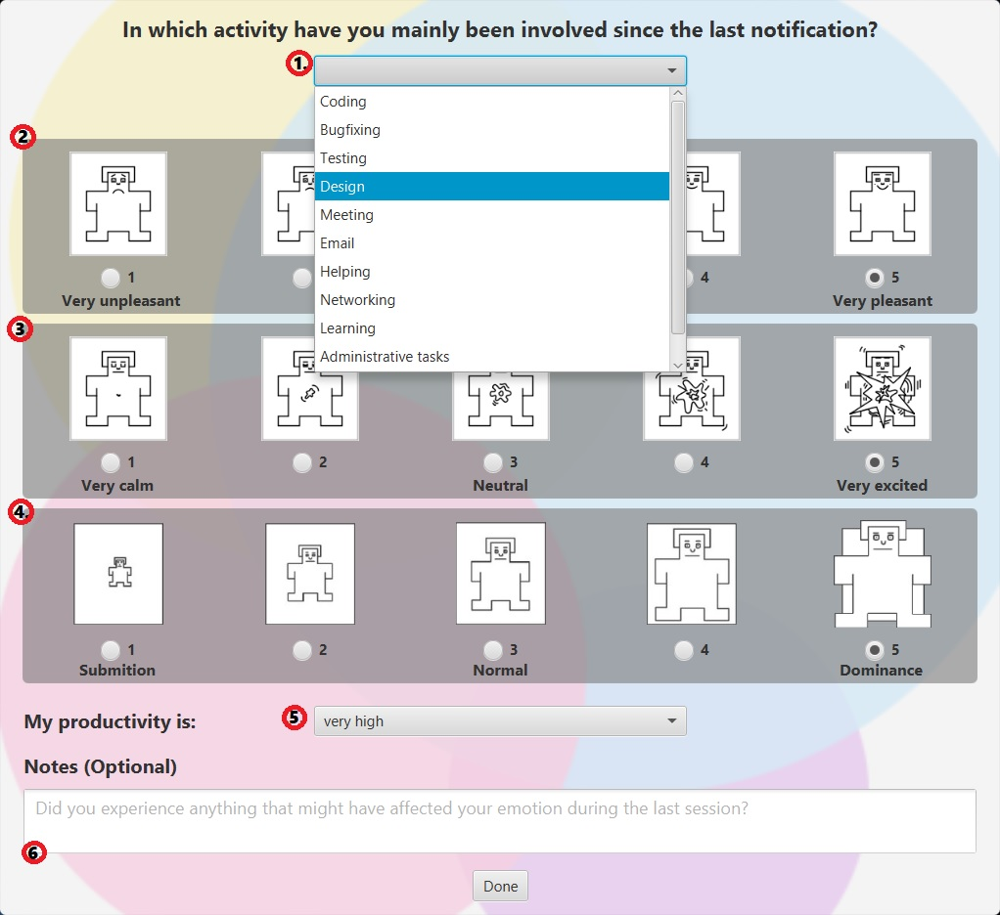 In which activity have you mainly been involved since the last notification?
1.
Coding
Bugfixing
Testing
Design
Meeting
Email
Helping
Networking
Learning
Administrative tasks
2
1 4 5
Very unpleasant Very pleasant
3
1 2 3 4 5
Very calm Neutral Very excited
4.
1 2 3 4 5
Submition Normal Dominance
My productivity is: 5 very high
Notes (Optional)
Did you experience anything that might have affected your emotion during the last session?
6
Done